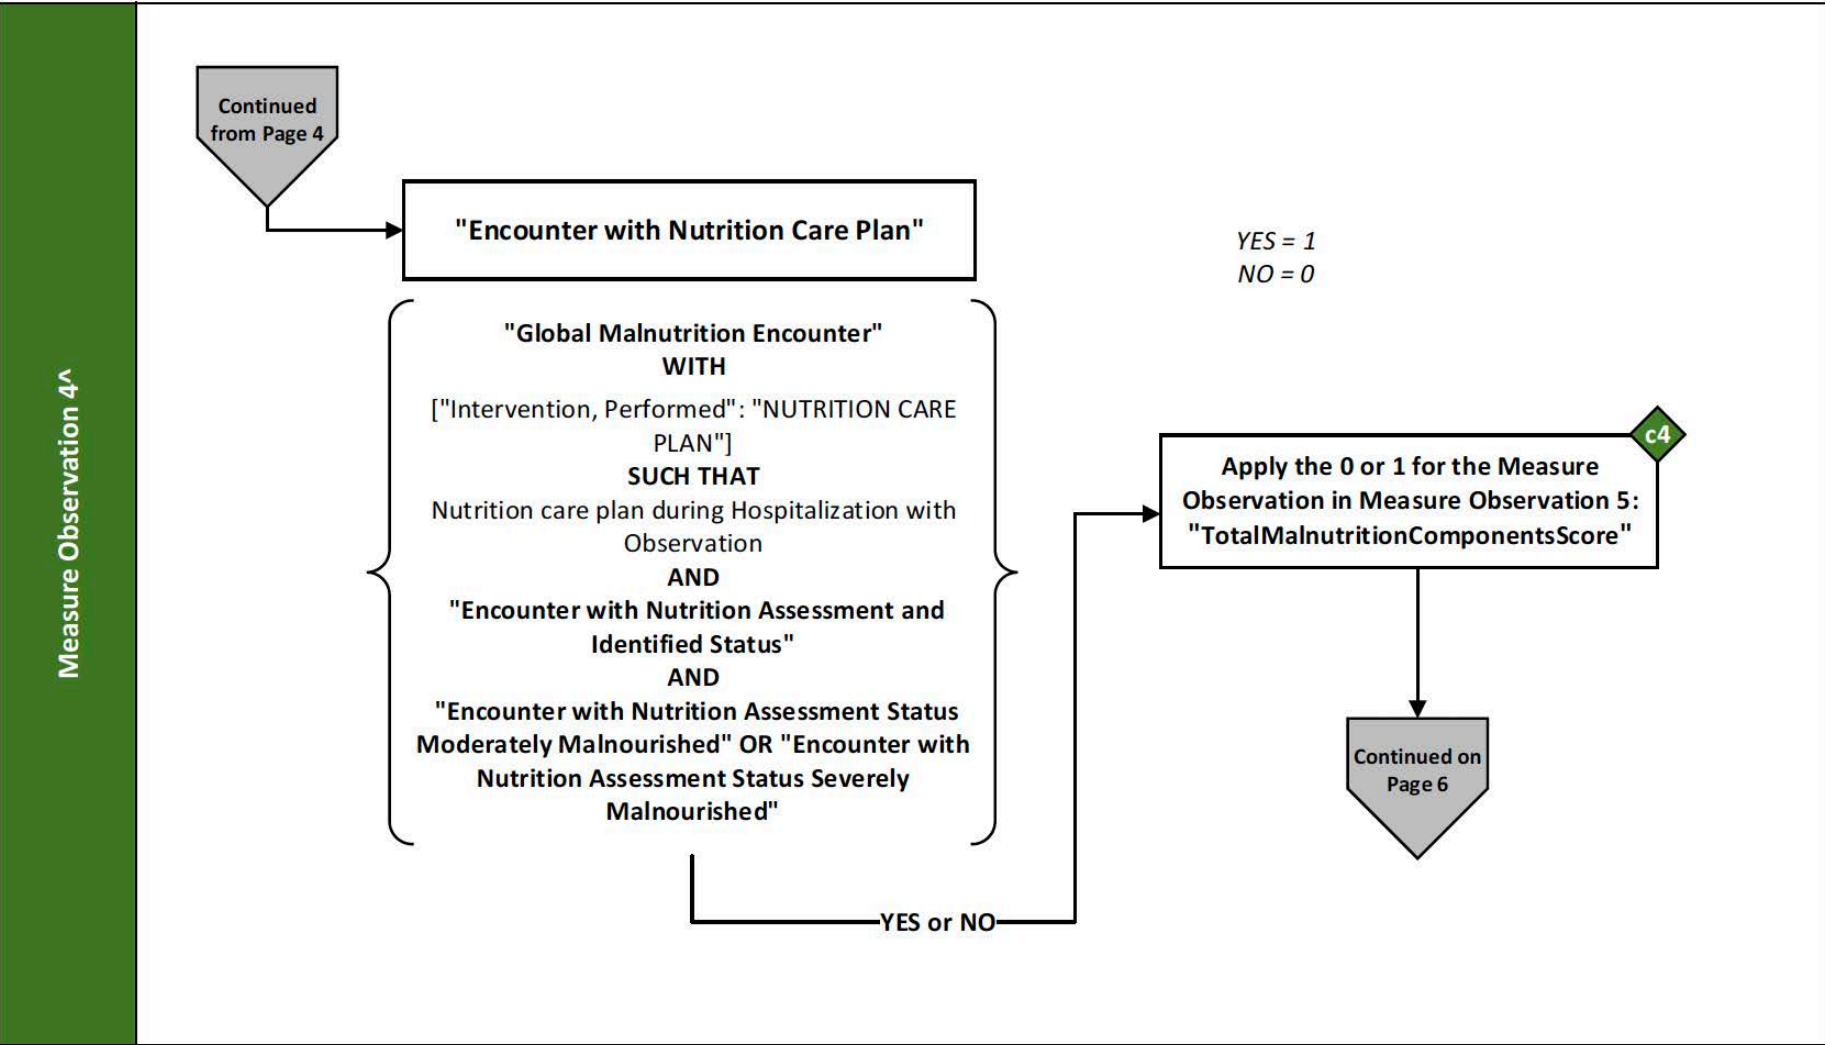 Measure Observation 4^
Continued
from Page 4
"Encounter with Nutrition Care Plan"
YES = 1
NO = 0
"Global Malnutrition Encounter"
WITH
["Intervention, Performed": "NUTRITION CARE
PLAN"]
SUCH THAT
Nutrition care plan during Hospitalization with
Observation
AND
"Encounter with Nutrition Assessment and
Identified Status"
AND
"Encounter with Nutrition Assessment Status
Moderately Malnourished" OR "Encounter with
Nutrition Assessment Status Severely
Malnourished"
YES or NO
c4
Apply the 0 or 1 for the Measure
Observation in Measure Observation 5:
"TotalMalnutritionComponentsScore"
Continued on
Page 6